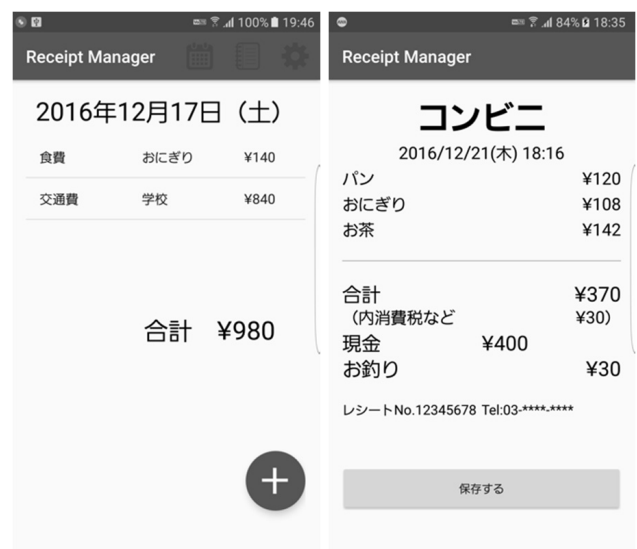 100% 19:46
Receipt Manager
2016年12月17日（土）
食費 おにぎり ¥140
交通費 学校 ¥840
合計 ¥980
84% 18:35
Receipt Manager
コンビニ
2016/12/21(木) 18:16
パン ¥120
おにぎり ¥108
お茶 ¥142
合計 ¥370
（内消費税など ¥30）
現金 ¥400
お釣り ¥30
レシートNo.12345678 Tel:03-****-****
保存する